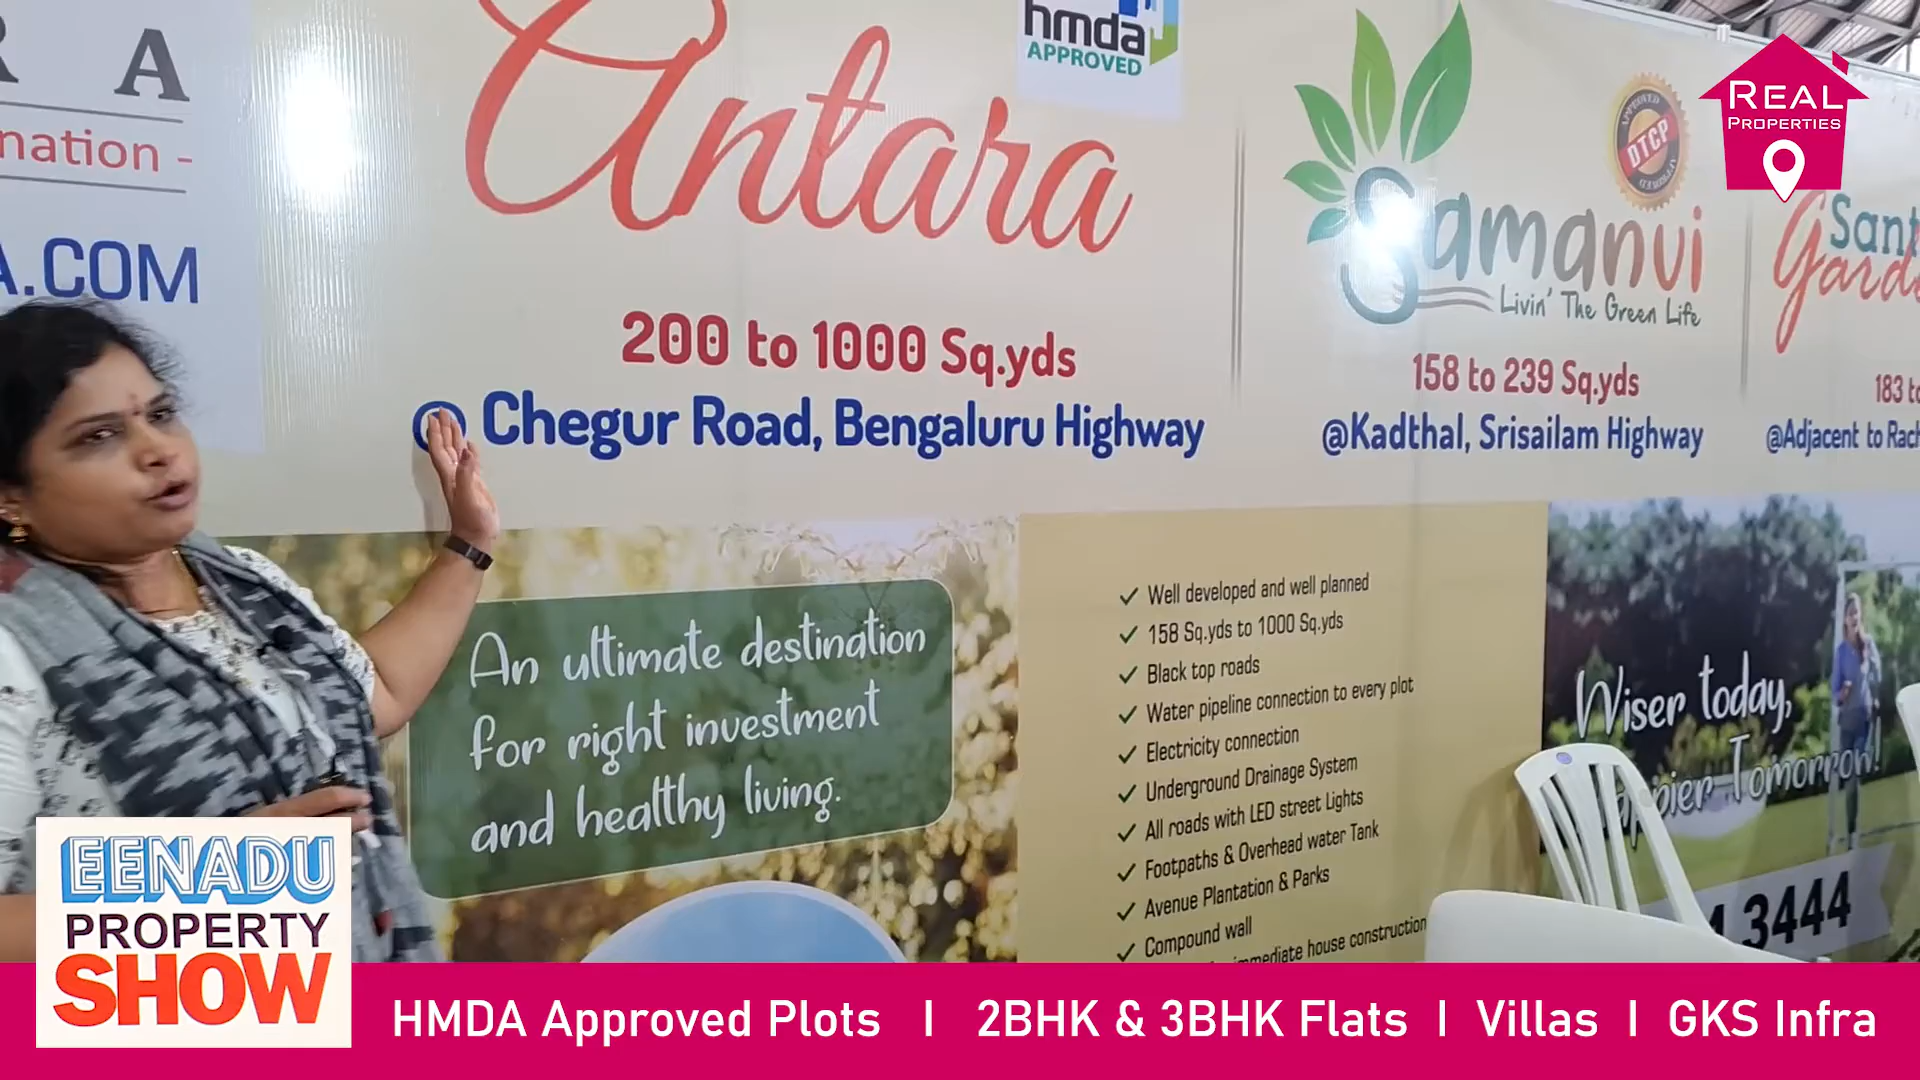 R A
nation -
A.COM
Antara
hmda
APPROVED
200 to 1000 Sq.yds
@ Chegur Road, Bengaluru Highway
APPROVED
DTCP
Samanvi
Livin' The Green Life
158 to 239 Sq.yds
@Kadthal, Srisailam Highway
REAL
PROPERTIES
Sant
Garde
183 to
@Adjacent to Rach
An ultimate destination
for right investment
and healthy living.
✓ Well developed and well planned
✓ 158 Sq.yds to 1000 Sq.yds
✓ Black top roads
✓ Water pipeline connection to every plot
✓ Electricity connection
✓ Underground Drainage System
✓ All roads with LED street Lights
✓ Footpaths & Overhead water Tank
✓ Avenue Plantation & Parks
✓ Compound wall
immediate house construction
Wiser today,
Tomorrow!
3444
EENADU
PROPERTY
SHOW
HMDA Approved Plots I 2BHK & 3BHK Flats I Villas I GKS Infra